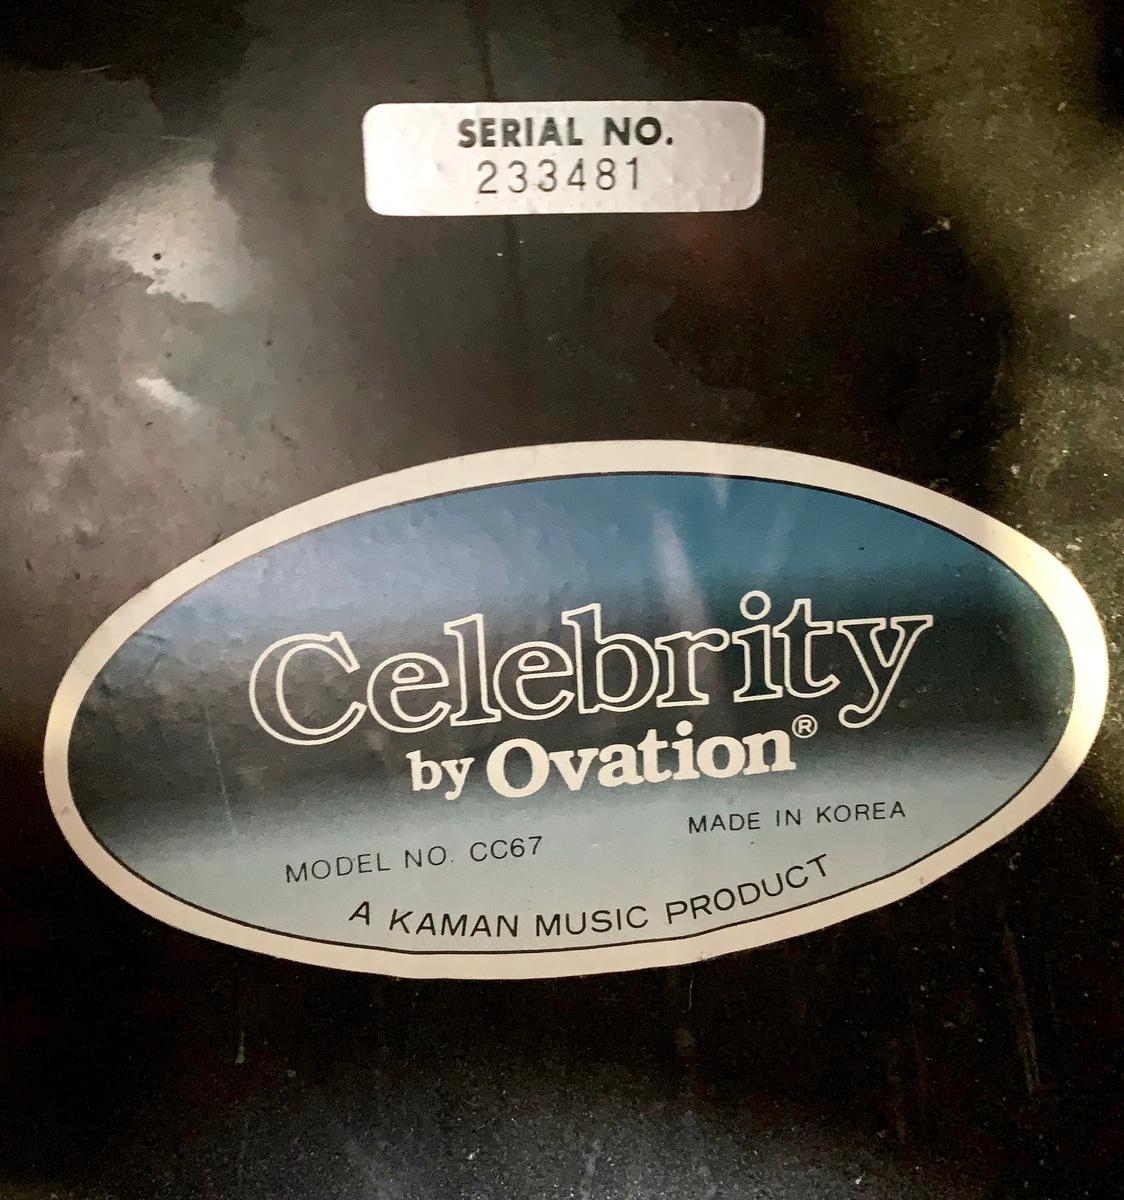 SERIAL NO.
233481
Celebrity
by Ovation®
MODEL NO. CC67
MADE IN KOREA
A KAMAN MUSIC PRODUCT